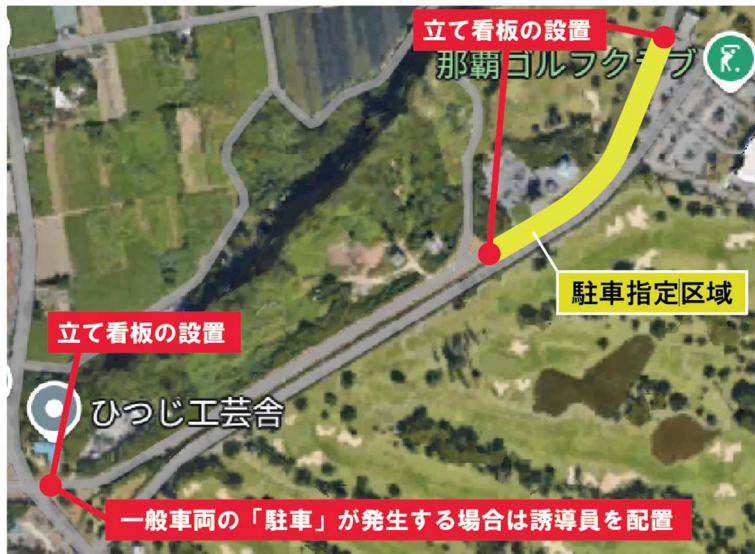 立て看板の設置
那覇ゴルフクラブ
駐車指定区域
立て看板の設置
ひつじ工芸舎
一般車両の「駐車」が発生する場合は誘導員を配置